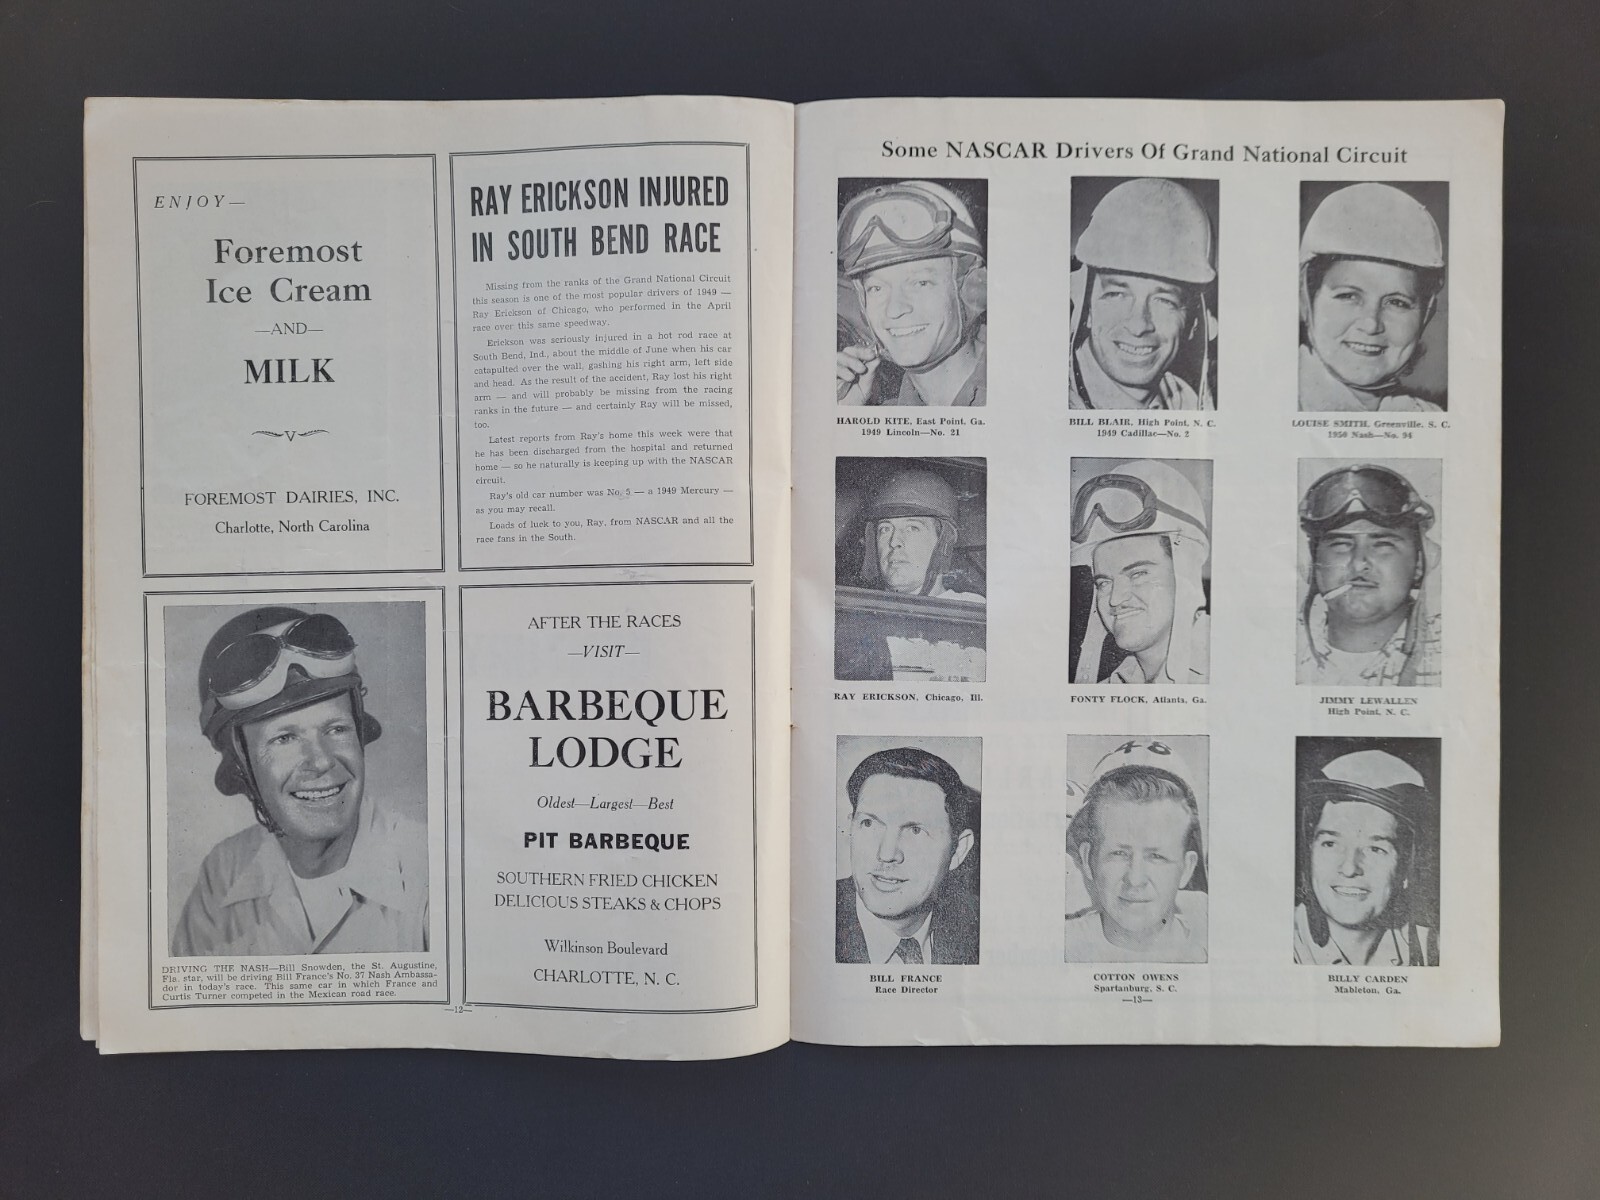 ENJOY—
Foremost
Ice Cream
—AND—
MILK
V
FOREMOST DAIRIES, INC.
Charlotte, North Carolina
RAY ERICKSON INJURED
IN SOUTH BEND RACE
Missing from the ranks of the Grand National Circuit
this season is one of the most popular drivers of 1949 —
Ray Erickson of Chicago, who performed in the April
race over this same speedway.
Erickson was seriously injured in a hot rod race at
South Bend, Ind., about the middle of June when his car
catapulted over the wall, gashing his right arm, left side
and head. As the result of the accident, Ray lost his right
arm — and will probably be missing from the racing
ranks in the future — and certainly Ray will be missed,
too.
Latest reports from Ray's home this week were that
he has been discharged from the hospital and returned
home — so he naturally is keeping up with the NASCAR
circuit.
Ray's old car number was No. 5 — a 1949 Mercury —
as you may recall.
Loads of luck to you, Ray, from NASCAR and all the
race fans in the South.
DRIVING THE NASH—Bill Snowden, the St. Augustine,
Fla. star, will be driving Bill France's No. 37 Nash Ambassa-
dor in today's race. This same car in which France and
Curtis Turner competed in the Mexican road race.
AFTER THE RACES
—VISIT—
BARBEQUE
LODGE
Oldest—Largest—Best
PIT BARBEQUE
SOUTHERN FRIED CHICKEN
DELICIOUS STEAKS & CHOPS
Wilkinson Boulevard
CHARLOTTE, N. C.
—12—
Some NASCAR Drivers Of Grand National Circuit
HAROLD KITE, East Point, Ga.
1949 Lincoln—No. 21
BILL BLAIR, High Point, N. C.
1949 Cadillac—No. 2
LOUISE SMITH, Greenville, S. C.
1950 Nash—No. 94
RAY ERICKSON, Chicago, Ill.
FONTY FLOCK, Atlanta, Ga.
JIMMY LEWALLEN
High Point, N. C.
48
BILL FRANCE
Race Director
COTTON OWENS
Spartanburg, S. C.
BILLY CARDEN
Mableton, Ga.
—13—